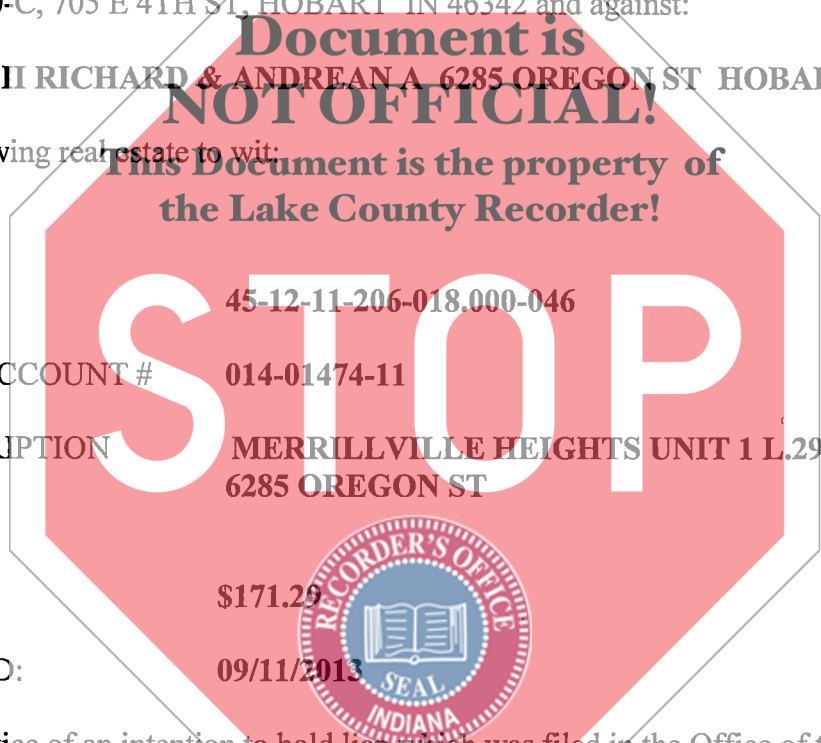 -C, 705 E 4TH ST, HOBART IN 46342 and against:
Document is
II RICHARD & ANDREAN A 6285 OREGON ST HOBA
NOT OFFICIAL!
ving real estate to wit:
This Document is the property of
the Lake County Recorder!
45-12-11-206-018.000-046
STOP
CCOUNT # 014-01474-11
IPTION MERRILLVILLE HEIGHTS UNIT 1 L.29
6285 OREGON ST
RECORDER'S OFFICE
$171.29
D: 09/11/2013
SEAL
INDIANA
ice of an intention to hold lien which was filed in the Office of